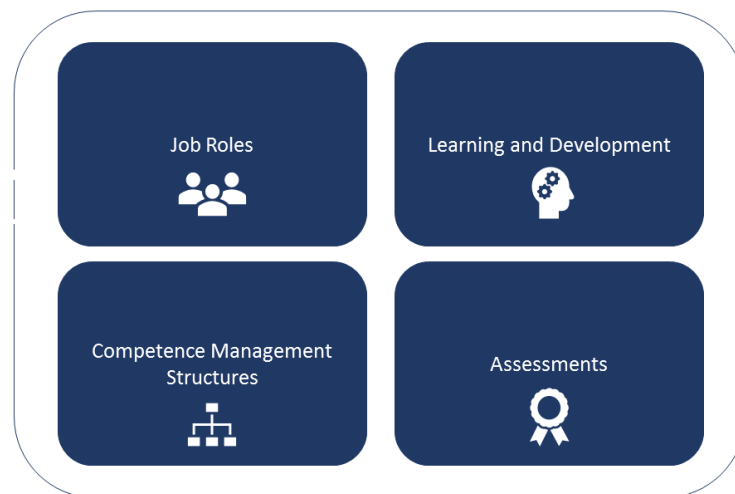 Job Roles
Learning and Development
Competence Management
Structures
Assessments